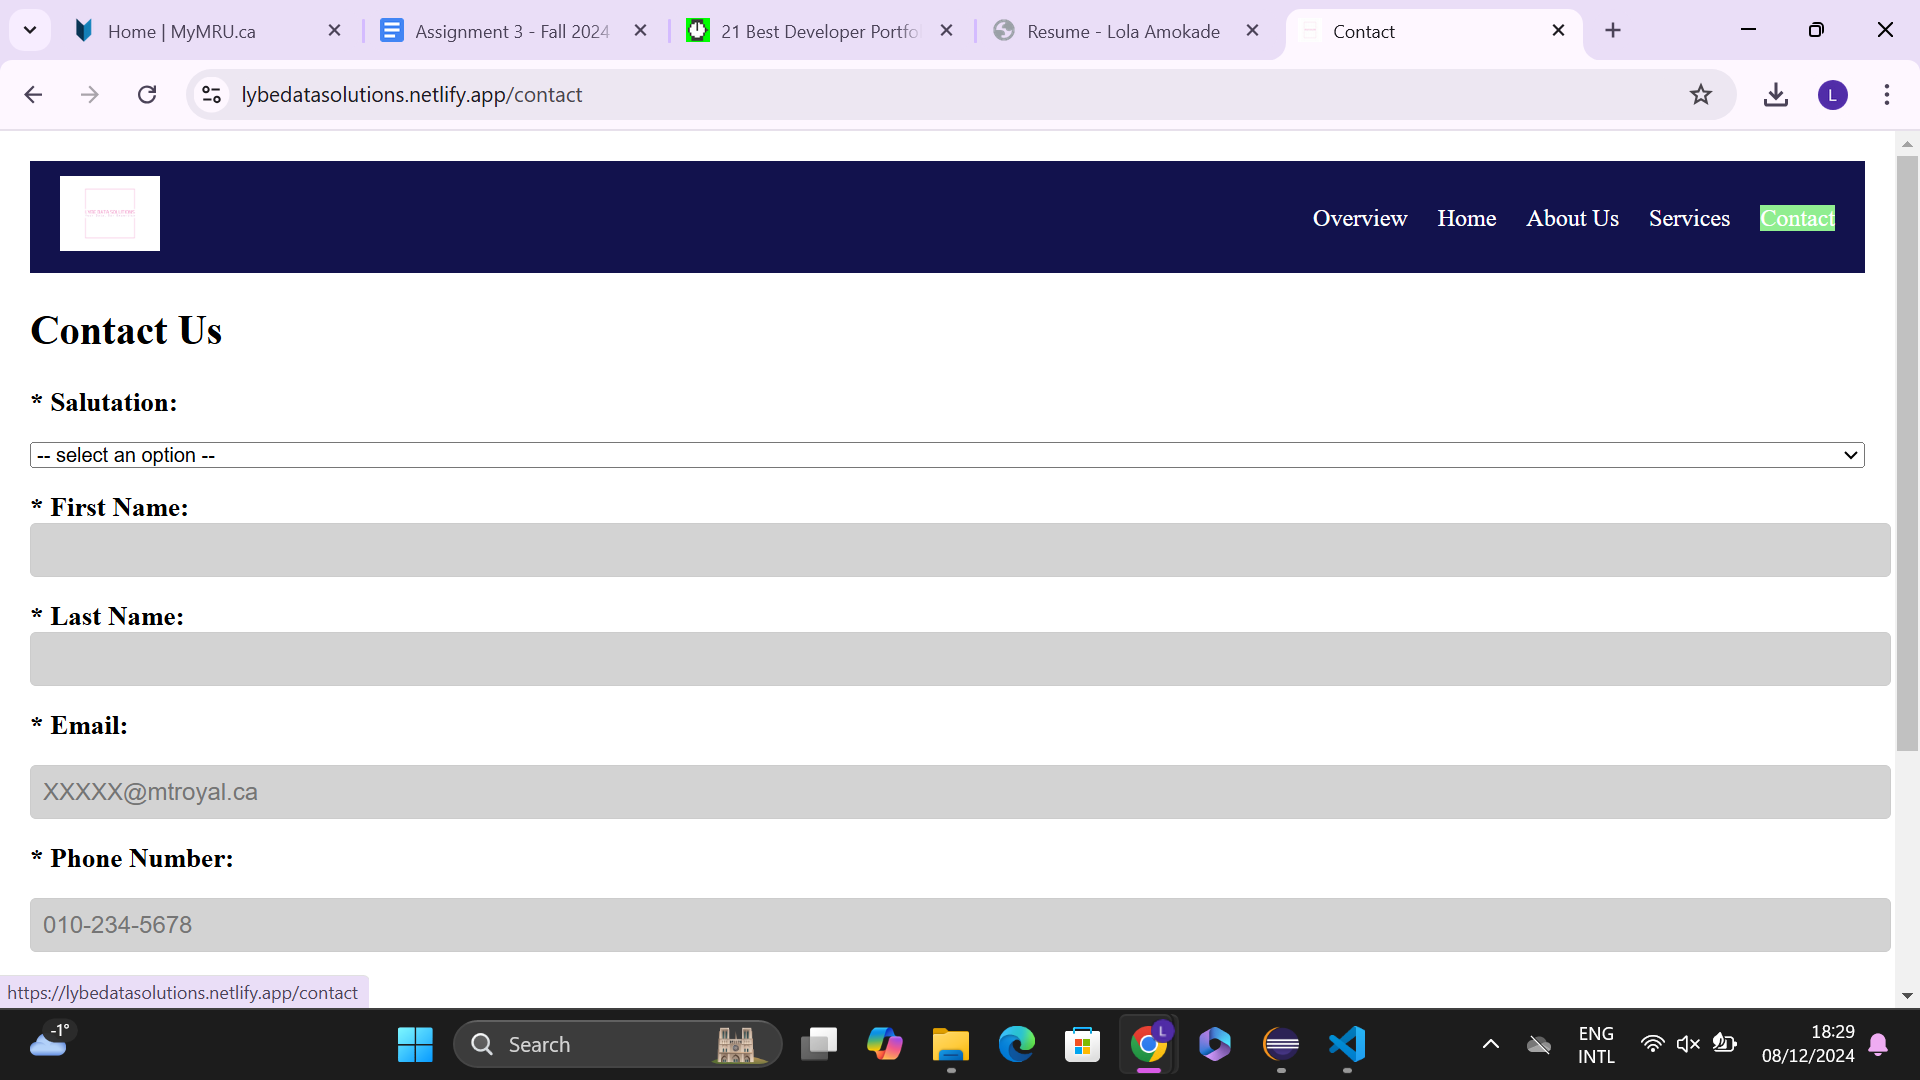 Home | MyMRU.ca
Assignment 3 - Fall 2024
21 Best Developer Portfo
Resume - Lola Amokade
Contact
lybedatasolutions.netlify.app/contact
L
Overview
Home
About Us
Services
Contact
Contact Us
* Salutation:
-- select an option --
* First Name:
* Last Name:
* Email:
XXXXX@mtroyal.ca
* Phone Number:
010-234-5678
https://lybedatasolutions.netlify.app/contact
-1°
Search
L
ENG
INTL
18:29
08/12/2024